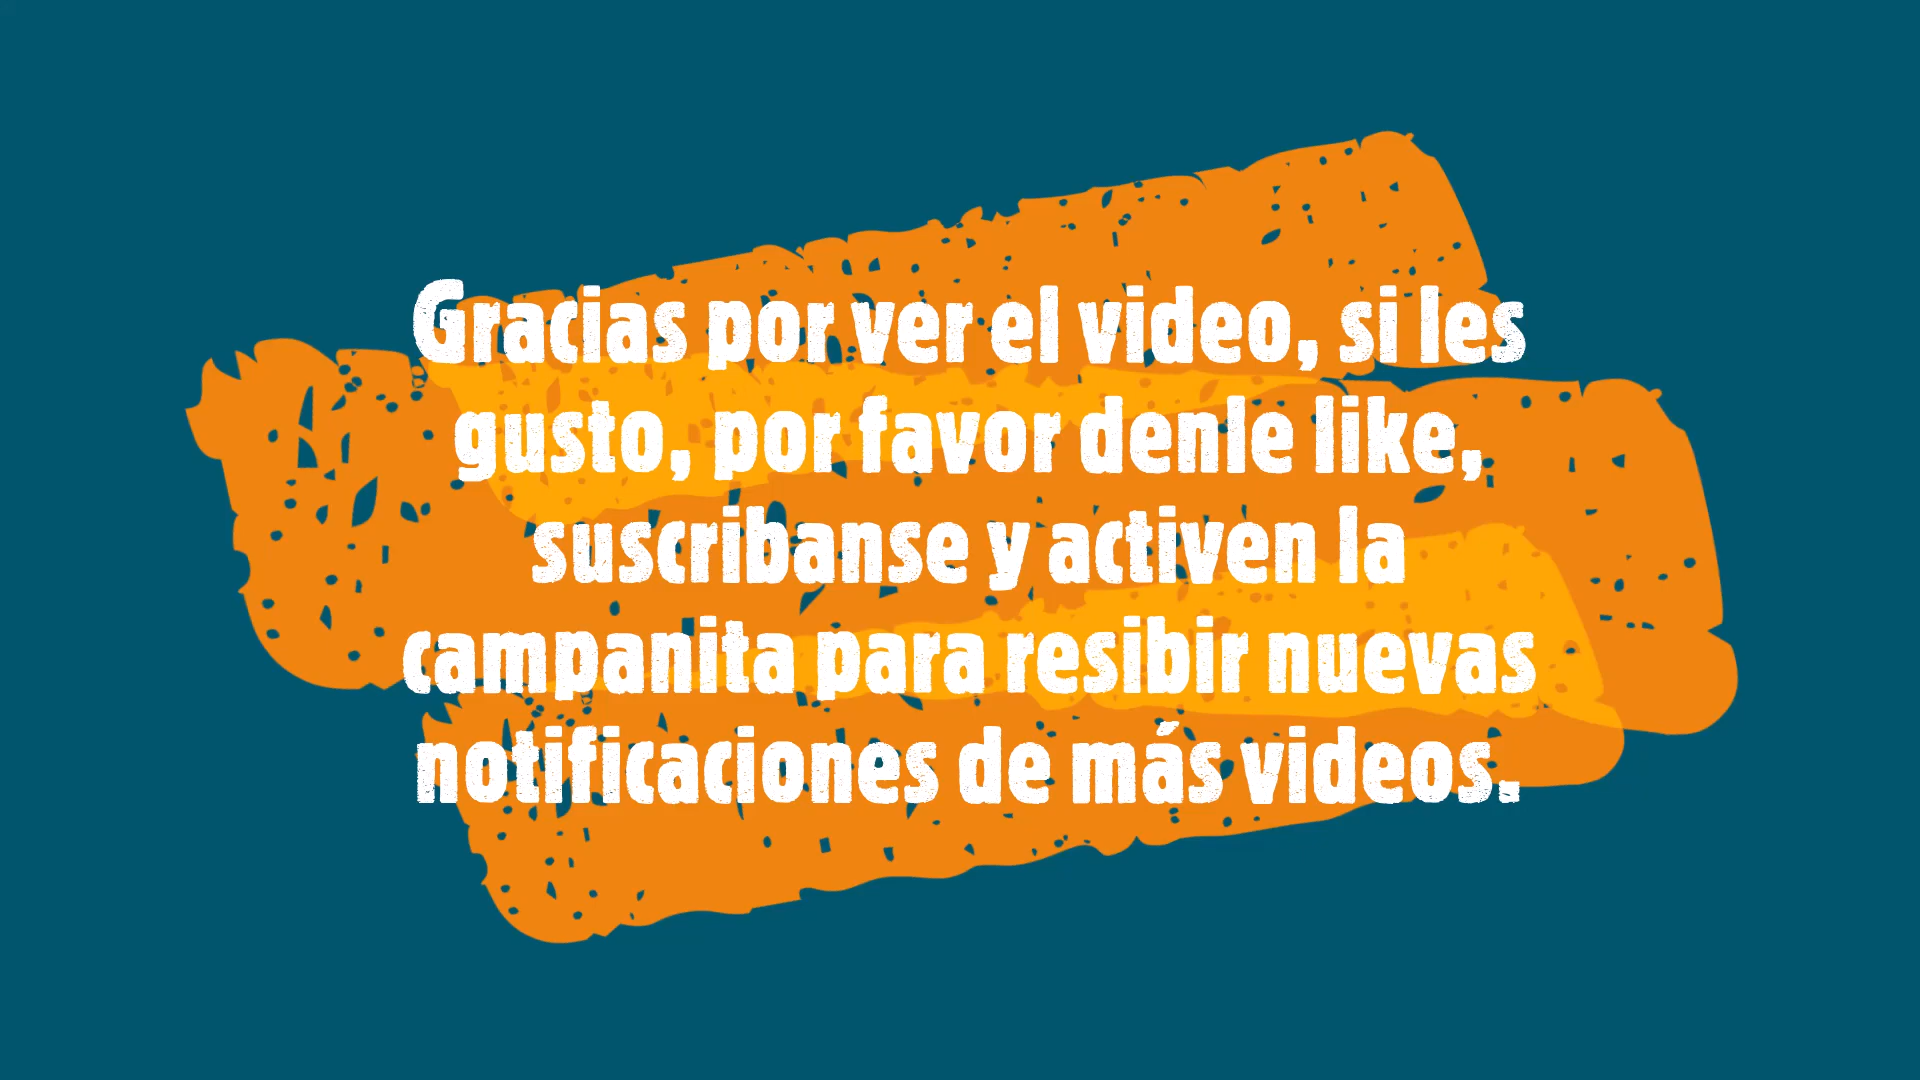 Gracias por ver el video, si les
gusto, por favor denle like,
suscribanse y activen la
campanita para resibir nuevas
notificaciones de más videos.